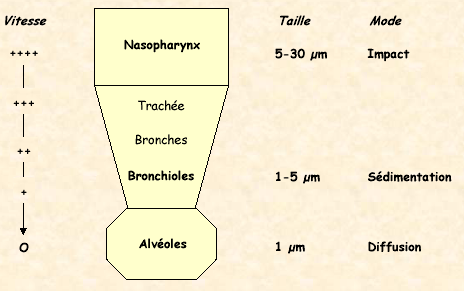 Vitesse Taille Mode
++++ Nasopharynx 5-30 µm Impact
+++ Trachée
++ Bronches
+ Bronchioles 1-5 µm Sédimentation
O Alvéoles 1 µm Diffusion